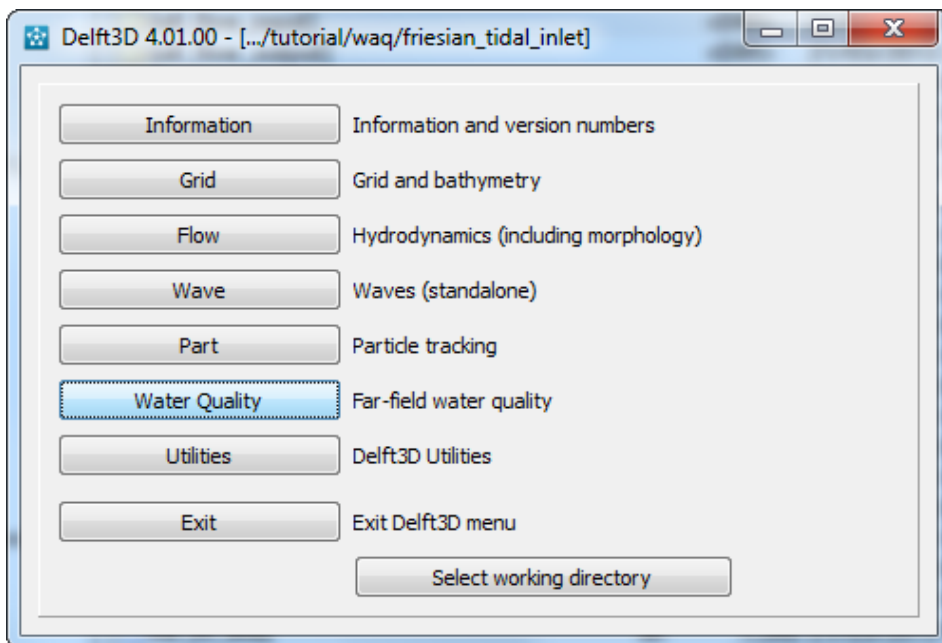 Delft3D 4.01.00 - [.../tutorial/waq/friesian_tidal_inlet]
Information Information and version numbers
Grid Grid and bathymetry
Flow Hydrodynamics (including morphology)
Wave Waves (standalone)
Part Particle tracking
Water Quality Far-field water quality
Utilities Delft3D Utilities
Exit Exit Delft3D menu
Select working directory